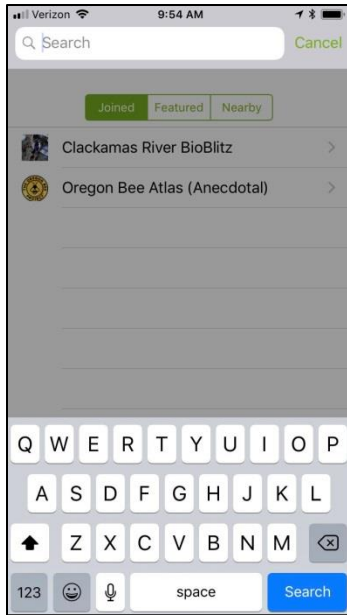 Verizon 9:54 AM
Search Cancel
Joined Featured Nearby
Clackamas River BioBlitz
Oregon Bee Atlas (Anecdotal)
Q W E R T Y U I O P
A S D F G H J K L
Z X C V B N M
123 space Search